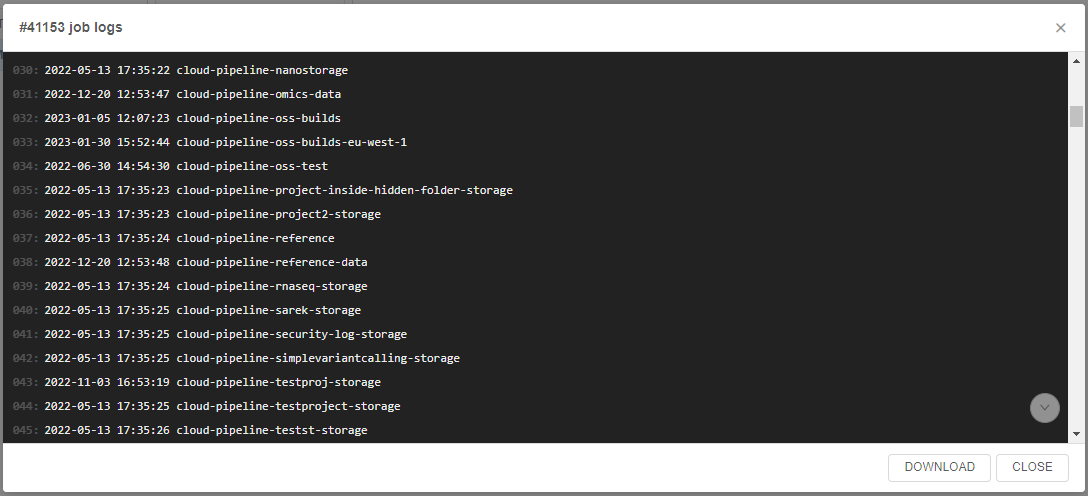 #41153 job logs
030: 2022-05-13 17:35:22 cloud-pipeline-nanostorage
031: 2022-12-20 12:53:47 cloud-pipeline-omics-data
032: 2023-01-05 12:07:23 cloud-pipeline-oss-builds
033: 2023-01-30 15:52:44 cloud-pipeline-oss-builds-eu-west-1
034: 2022-06-30 14:54:30 cloud-pipeline-oss-test
035: 2022-05-13 17:35:23 cloud-pipeline-project-inside-hidden-folder-storage
036: 2022-05-13 17:35:23 cloud-pipeline-project2-storage
037: 2022-05-13 17:35:24 cloud-pipeline-reference
038: 2022-12-20 12:53:48 cloud-pipeline-reference-data
039: 2022-05-13 17:35:24 cloud-pipeline-rnaseq-storage
040: 2022-05-13 17:35:25 cloud-pipeline-sarek-storage
041: 2022-05-13 17:35:25 cloud-pipeline-security-log-storage
042: 2022-05-13 17:35:25 cloud-pipeline-simplevariantcalling-storage
043: 2022-11-03 16:53:19 cloud-pipeline-testproj-storage
044: 2022-05-13 17:35:25 cloud-pipeline-testproject-storage
045: 2022-05-13 17:35:26 cloud-pipeline-testst-storage
DOWNLOAD CLOSE